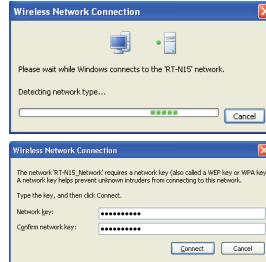 Wireless Network Connection
Please wait while Windows connects to the 'RT-N15' network.
Detecting network type...
Cancel
Wireless Network Connection
The network 'RT-N15_Network' requires a network key (also called a WEP key or WPA key
A network key helps prevent unknown intruders from connecting to this network.
Type the key, and then click Connect.
Network key:
Confirm network key:
Connect
Cancel